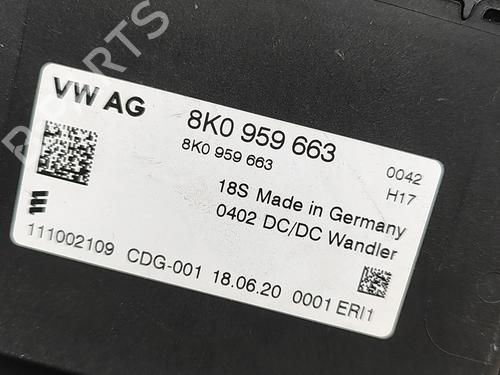 VW AG
8K0 959 663
8K0 959 663
0042
H17
18S Made in Germany
0402 DC/DC Wandler
111002109 CDG-001 18.06.20 0001 ERI1